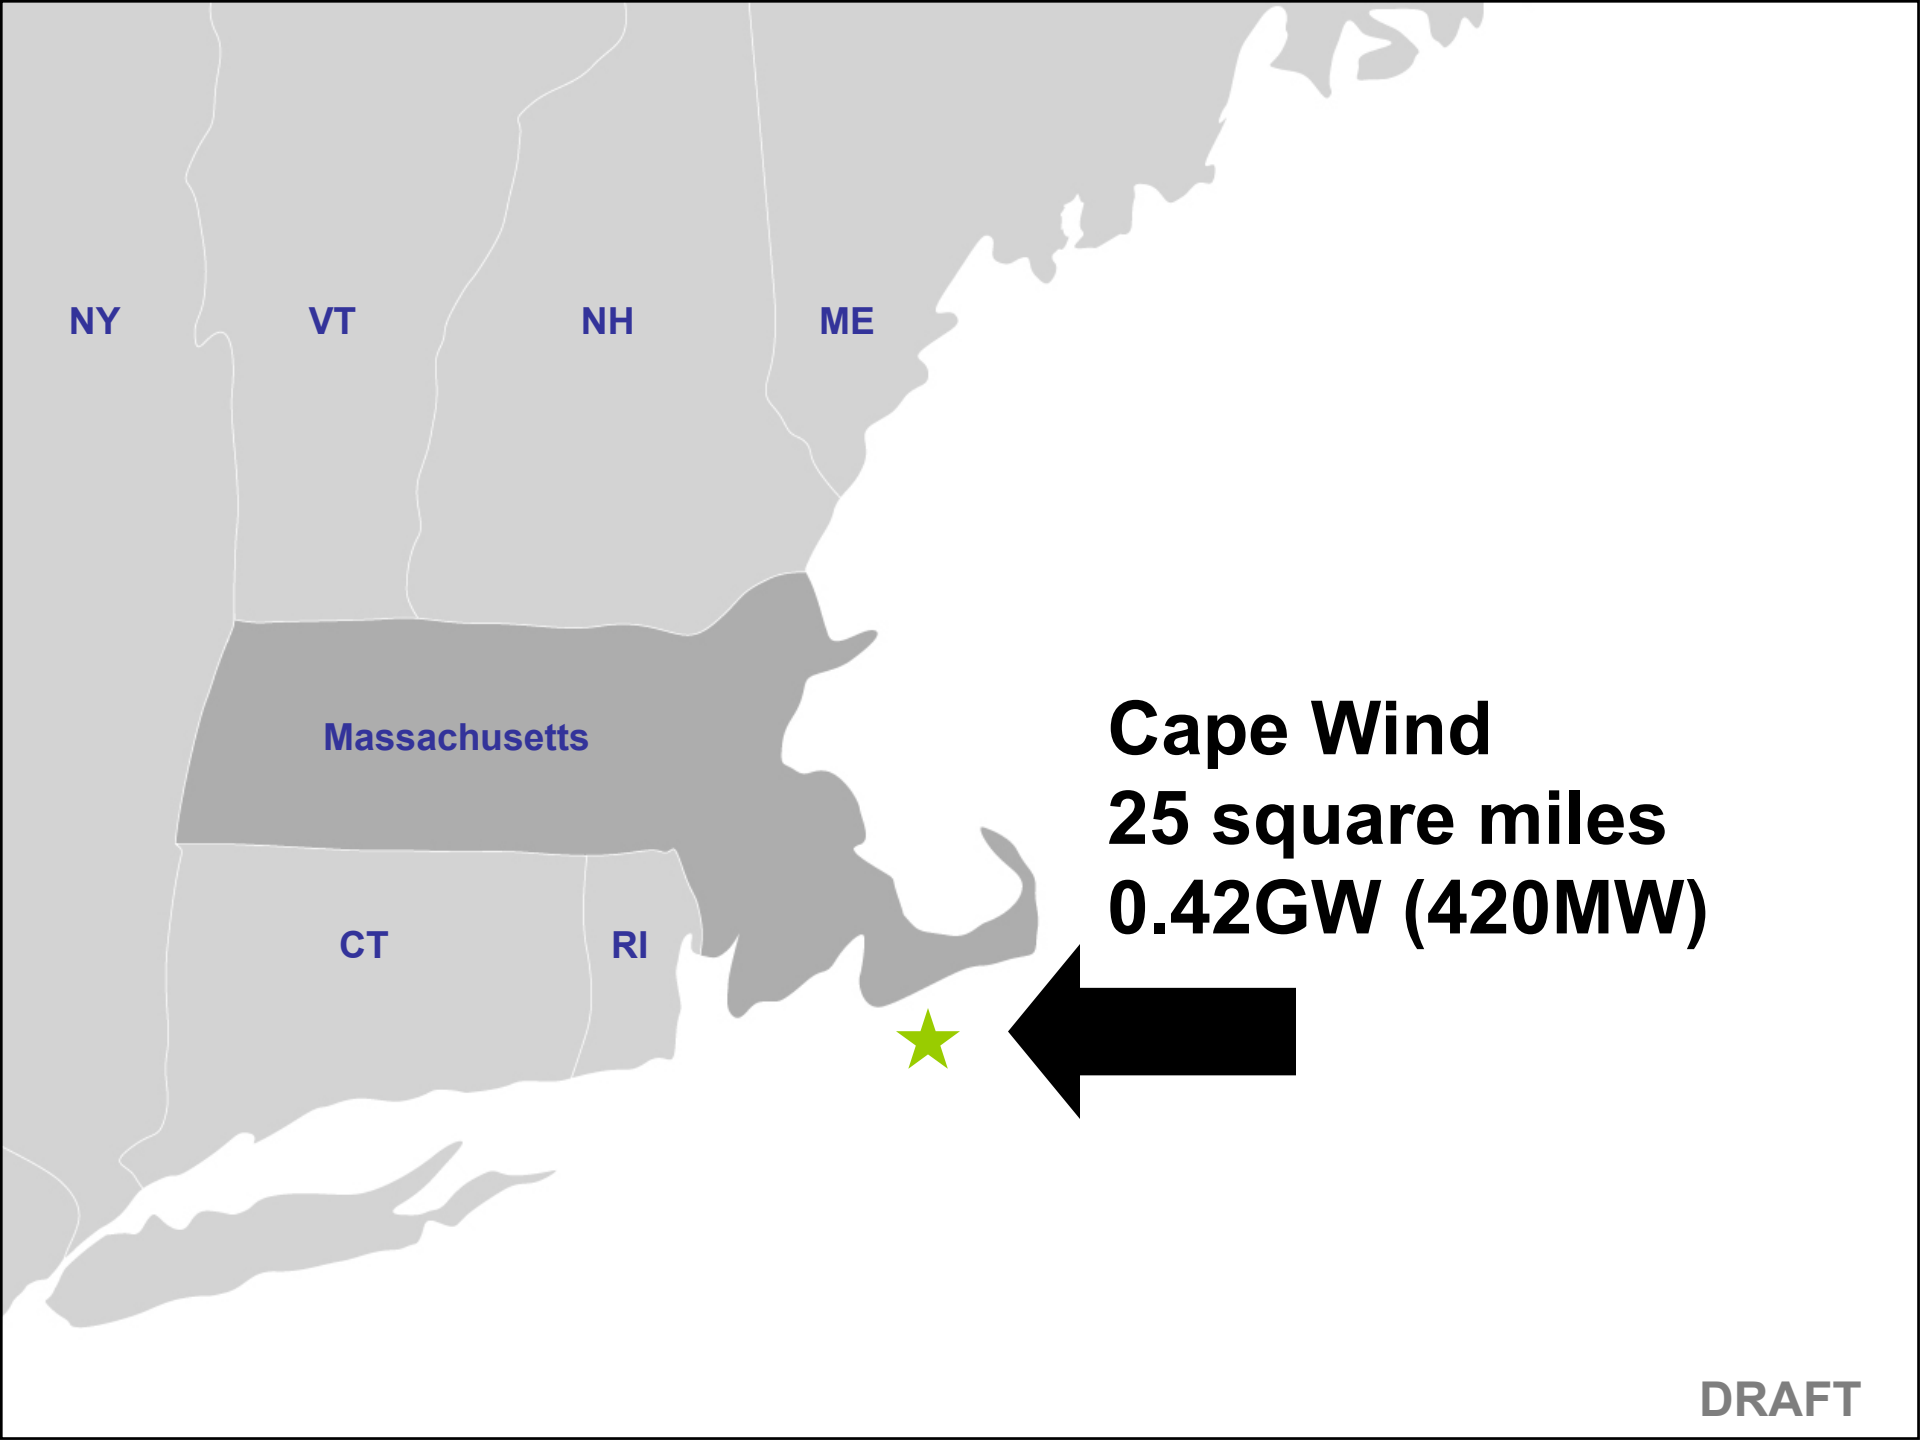 NY
VT
NH
ME
Massachusetts
Cape Wind
25 square miles
0.42GW (420MW)
CT
RI
DRAFT